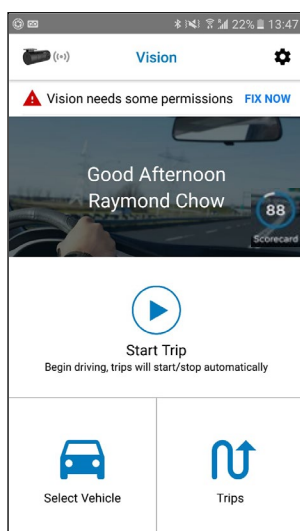 22% 13:47
Vision
Vision needs some permissions FIX NOW
Good Afternoon
Raymond Chow
88
Scorecard
Start Trip
Begin driving, trips will start/stop automatically
Select Vehicle
Trips